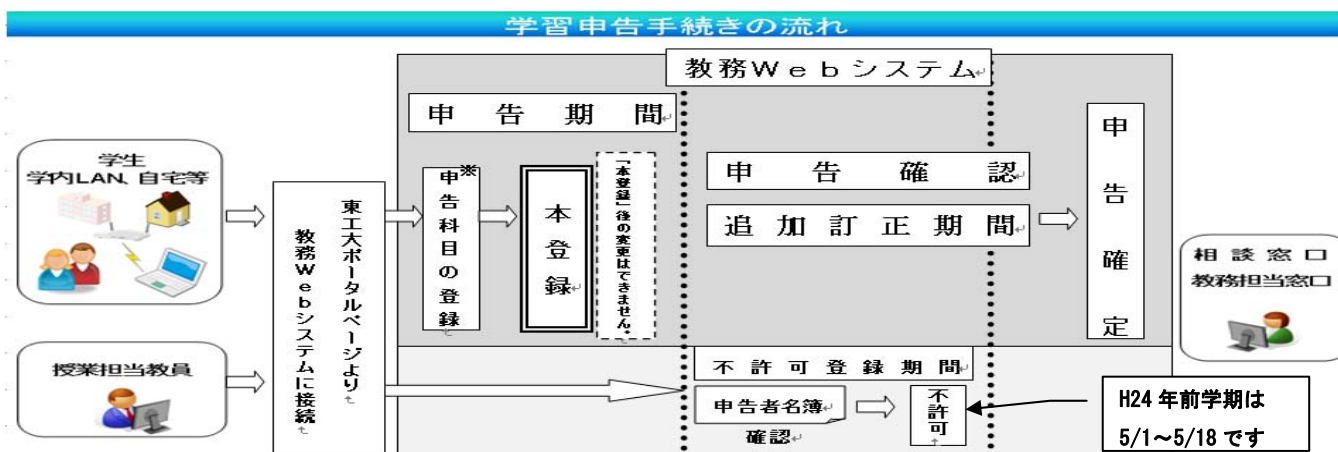 学習申告手続きの流れ
教務Ｗｅｂシステム
申告期間
学生
学内LAN、自宅等
授業担当教員
東工大ポータルページより
教務Ｗｅｂシステムに接続
※
申告科目の登録
本登録
「本登録」後の変更はできません。
申告確認
追加訂正期間
申告確定
相談窓口
教務担当窓口
不許可登録期間
申告者名簿
確認
不許可
H24 年前学期は
5/1～5/18 です